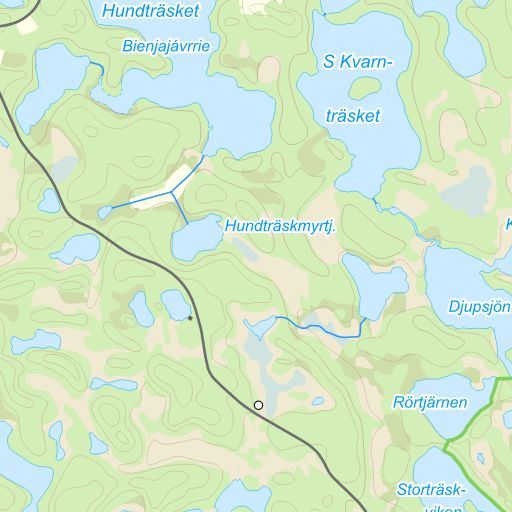 Hundträsket
Bienjajávrrie
S Kvarn-
träsket
Hundträskmyrtj.
K
Djupsjön
Rörtjärnen
Storträsk-
viken